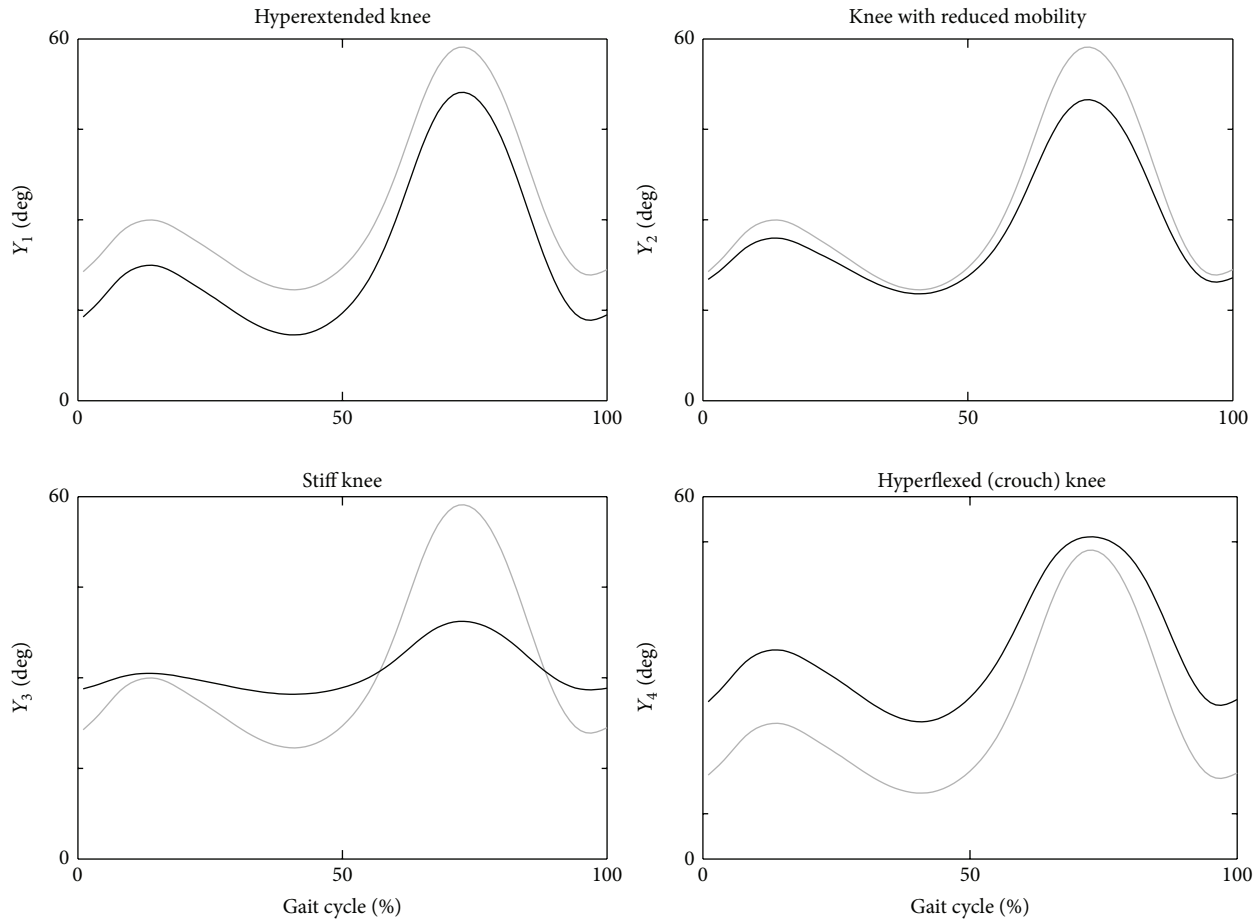 Hyperextended knee
60
Y1 (deg)
0
0
50
100
Knee with reduced mobility
60
Y2 (deg)
0
0
50
100
Stiff knee
60
Y3 (deg)
0
0
50
100
Gait cycle (%)
Hyperflexed (crouch) knee
60
Y4 (deg)
0
0
50
100
Gait cycle (%)